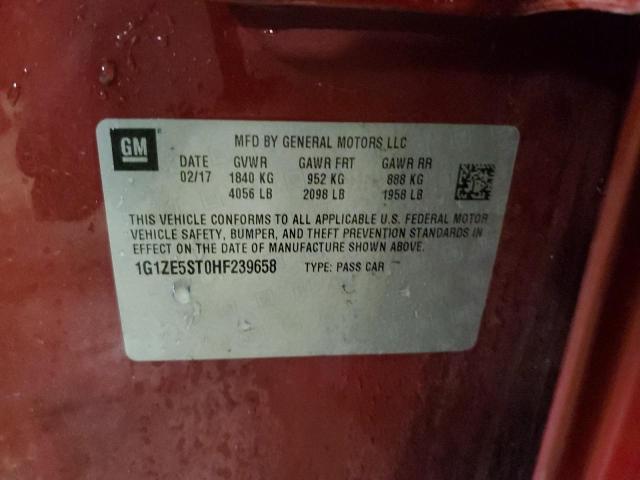 GM
MFD BY GENERAL MOTORS LLC
DATE GVWR GAWR FRT GAWR RR
02/17 1840 KG 952 KG 888 KG
4056 LB 2098 LB 1958 LB
THIS VEHICLE CONFORMS TO ALL APPLICABLE U.S. FEDERAL MOTOR
VEHICLE SAFETY, BUMPER, AND THEFT PREVENTION STANDARDS IN
EFFECT ON THE DATE OF MANUFACTURE SHOWN ABOVE.
1G1ZE5ST0HF239658 TYPE: PASS CAR